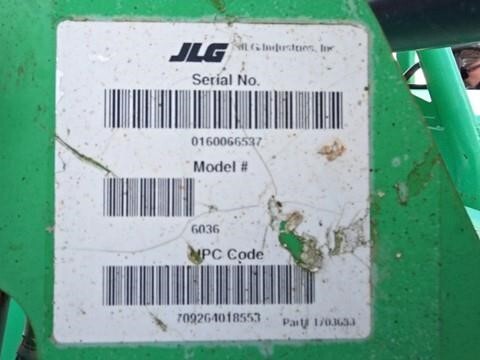 JLG JLG Industries, Inc.
Serial No.
0160066537
Model #
6036
UPC Code
709264018553 Part# 1703633